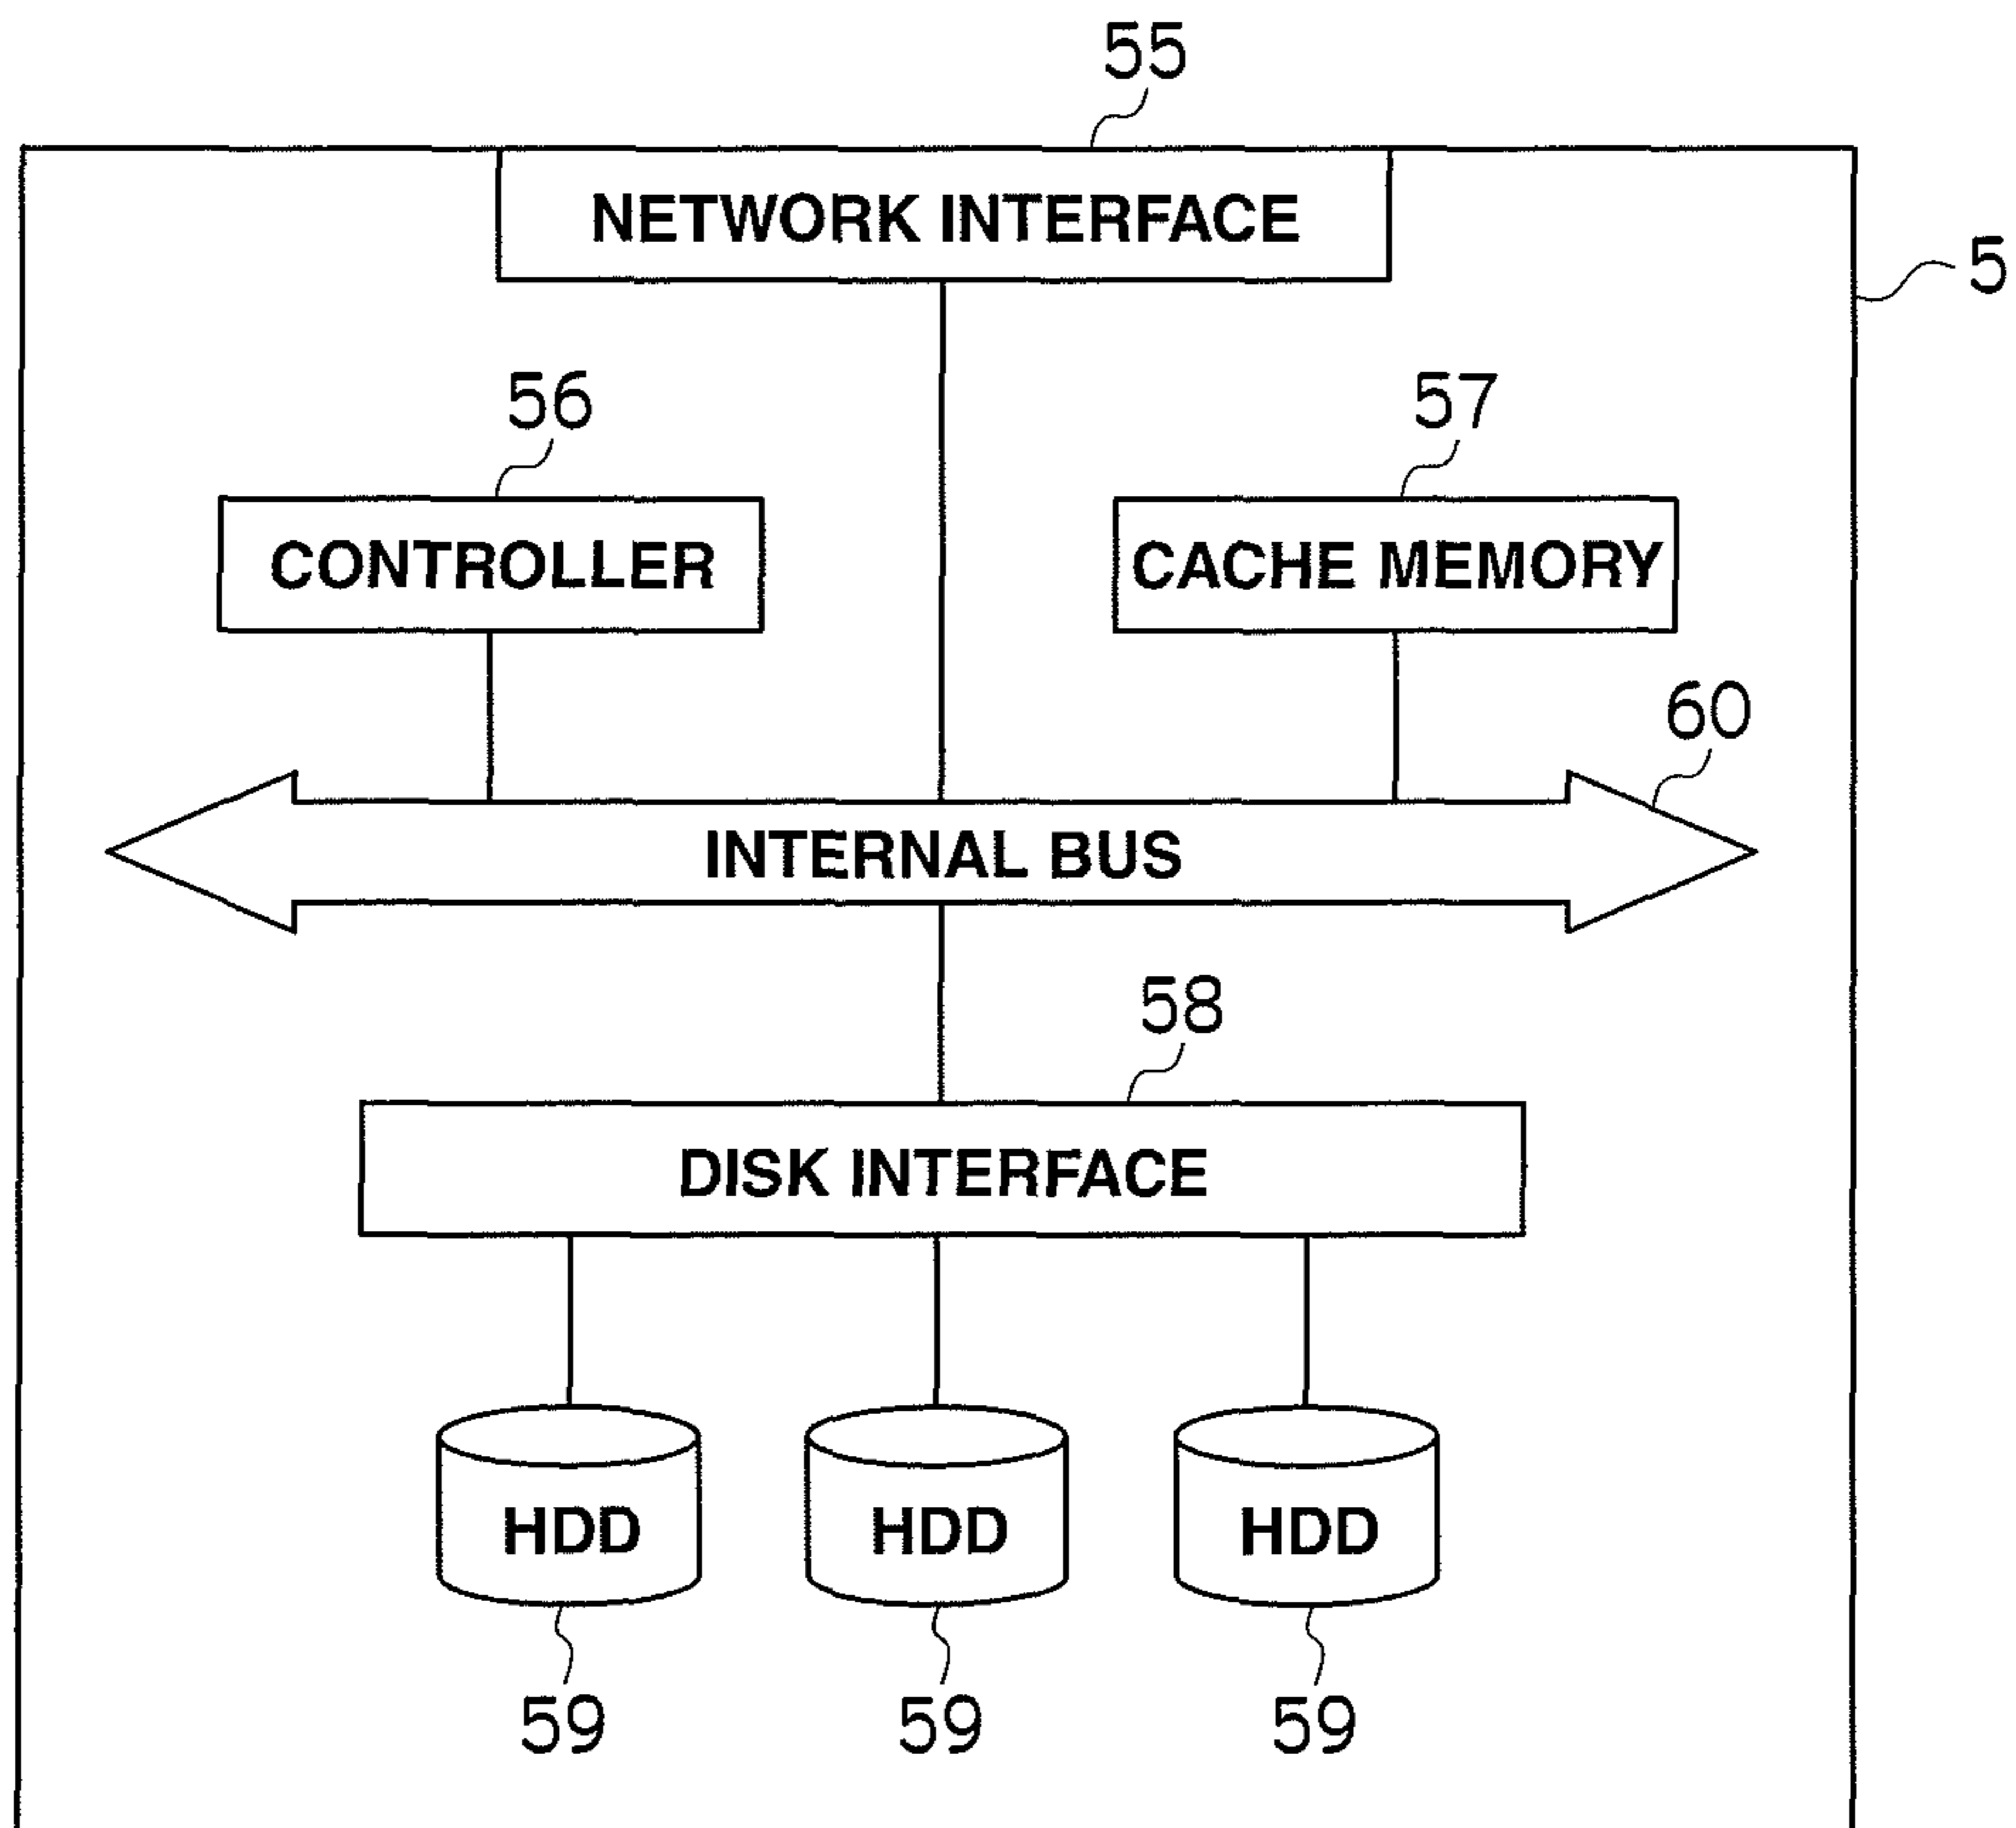 55
NETWORK INTERFACE
5
56
57
CONTROLLER
CACHE MEMORY
60
INTERNAL BUS
58
DISK INTERFACE
HDD HDD HDD
59 59 59